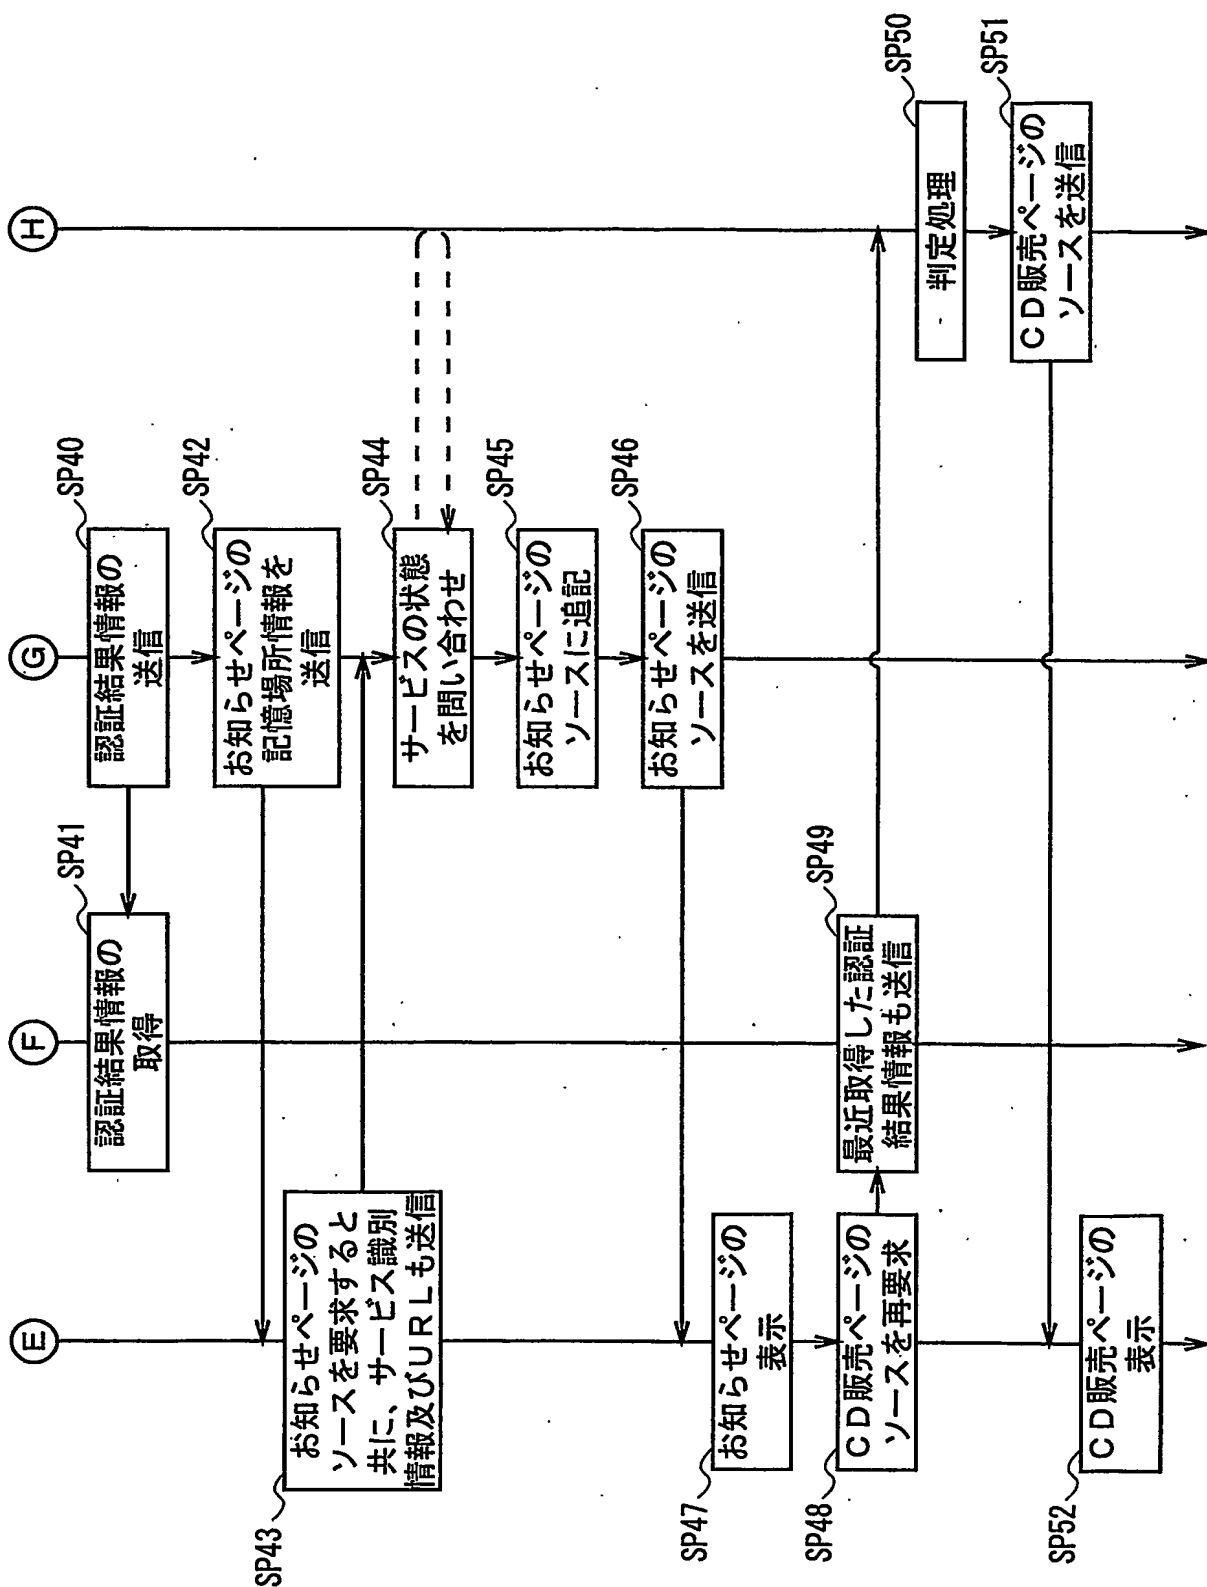 E
F
G
H
認証結果情報の
取得
SP41
認証結果情報の
送信
SP40
お知らせページの
記憶場所情報を
送信
SP42
お知らせページの
ソースを要求すると
共に、サービス識別
情報及びURLも送信
SP43
サービスの状態
を問い合わせ
SP44
お知らせページの
ソースに追記
SP45
お知らせページの
ソースを送信
SP46
お知らせページの
表示
SP47
CD販売ページの
ソースを再要求
SP48
最近取得した認証
結果情報も送信
SP49
判定処理
SP50
CD販売ページの
ソースを送信
SP51
CD販売ページの
表示
SP52